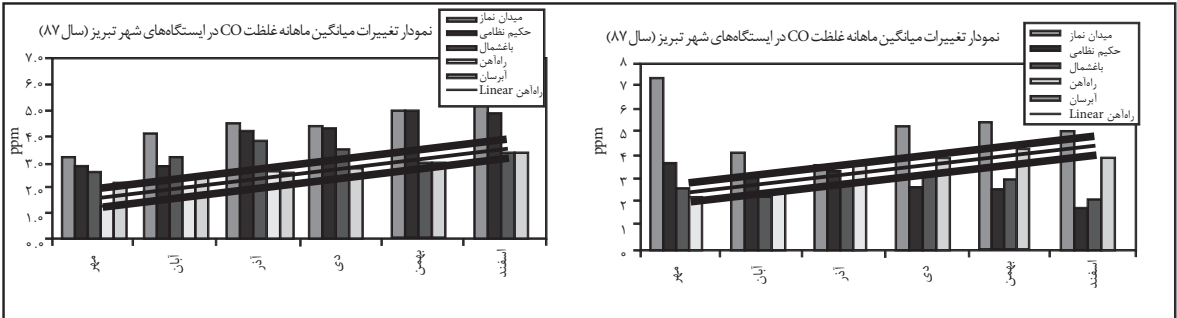 نمودار تغییرات میانگین ماهانه غلظت CO در ایستگاه‌های شهر تبریز (سال ۸۷)
میدان نماز
حکیم نظامی
باغشمال
راه‌آهن
آبرسان
راه‌آهن Linear
ppm
۸
۷
۶
۵
۴
۳
۲
۱
۰
مهر
آبان
آذر
دی
بهمن
اسفند
نمودار تغییرات میانگین ماهانه غلظت CO در ایستگاه‌های شهر تبریز (سال ۸۷)
میدان نماز
حکیم نظامی
باغشمال
راه‌آهن
آبرسان
راه‌آهن Linear
ppm
۷.۰
۶.۰
۵.۰
۴.۰
۳.۰
۲.۰
۱.۰
۰.۰
مهر
آبان
آذر
دی
بهمن
اسفند